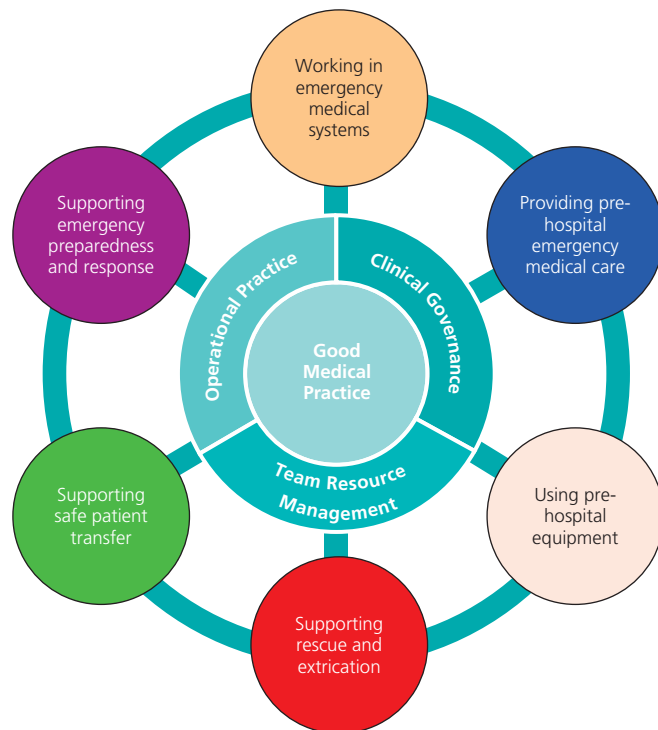 Working in
emergency
medical
systems
Supporting
emergency
preparedness
and response
Providing pre-
hospital
emergency
medical care
Operational Practice
Clinical Governance
Good
Medical
Practice
Team Resource
Management
Supporting
safe patient
transfer
Using pre-
hospital
equipment
Supporting
rescue and
extrication